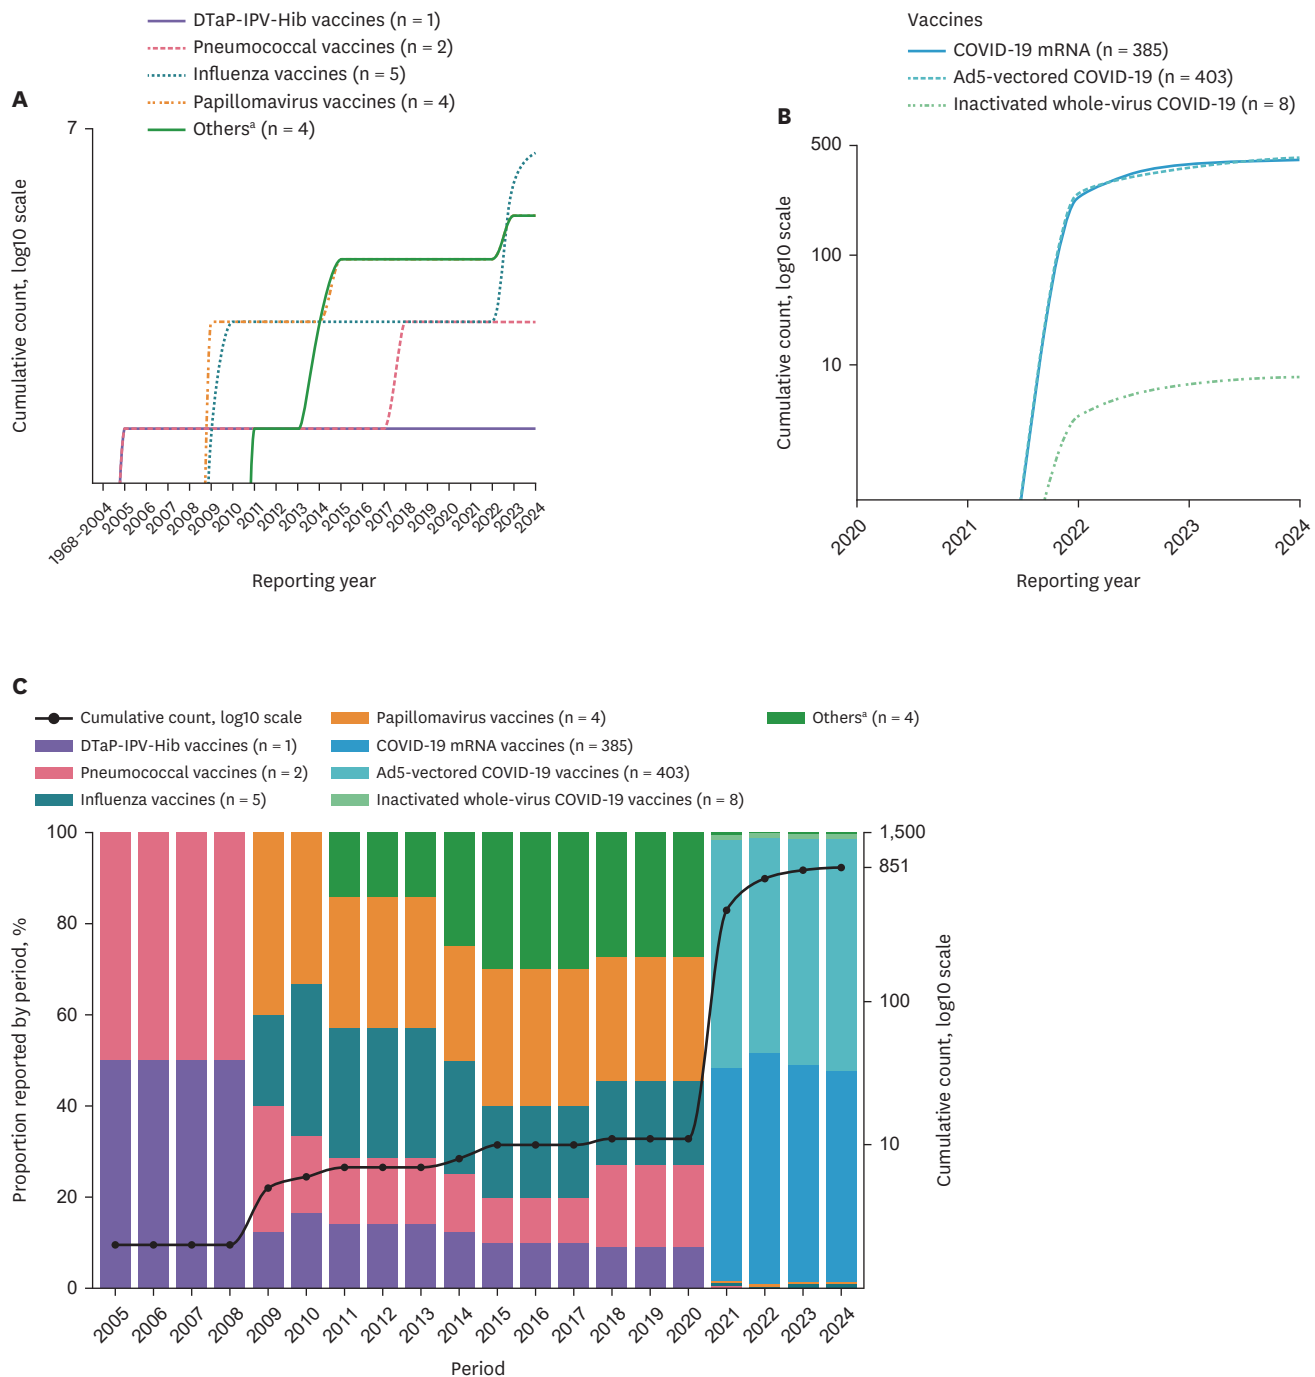 A
DTaP-IPV-Hib vaccines (n = 1)
Pneumococcal vaccines (n = 2)
Influenza vaccines (n = 5)
Papillomavirus vaccines (n = 4)
Othersª (n = 4)
7
Cumulative count, log10 scale
1968–2004
2005
2006
2007
2008
2009
2010
2011
2012
2013
2014
2015
2016
2017
2018
2019
2020
2021
2022
2023
2024
Reporting year
B
Vaccines
COVID-19 mRNA (n = 385)
Ad5-vectored COVID-19 (n = 403)
Inactivated whole-virus COVID-19 (n = 8)
500
100
10
Cumulative count, log10 scale
2020
2021
2022
2023
2024
Reporting year
C
Cumulative count, log10 scale
DTaP-IPV-Hib vaccines (n = 1)
Pneumococcal vaccines (n = 2)
Influenza vaccines (n = 5)
Papillomavirus vaccines (n = 4)
COVID-19 mRNA vaccines (n = 385)
Ad5-vectored COVID-19 vaccines (n = 403)
Inactivated whole-virus COVID-19 vaccines (n = 8)
Othersª (n = 4)
100
80
60
40
20
0
Proportion reported by period, %
1,500
851
100
10
Cumulative count, log10 scale
2005
2006
2007
2008
2009
2010
2011
2012
2013
2014
2015
2016
2017
2018
2019
2020
2021
2022
2023
2024
Period